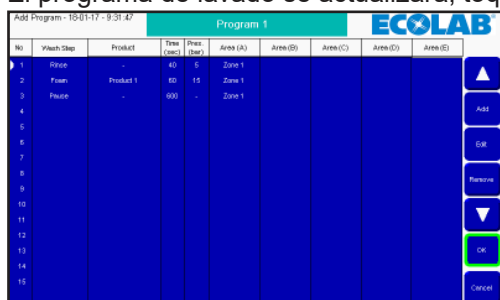 El programa de lavado se actualizará, toq
Add Program - 18-01-17 - 9:31:47
Program 1
ECOLAB
No Wash Step Product Time (sec) Pres. (bar) Area (A) Area (B) Area (C) Area (D) Area (E)
1 Rinse - 40 5 Zone 1
2 Foam Product 1 60 15 Zone 1
3 Pause - 600 - Zone 1
4
5
6
7
8
9
10
11
12
13
14
15
Add
Edit
Remove
OK
Cancel